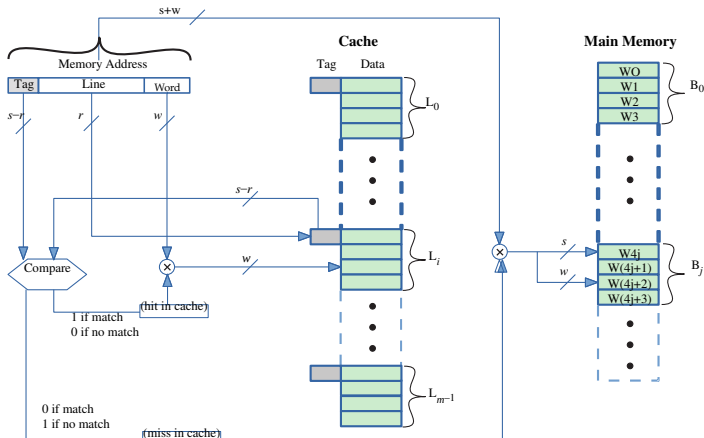 s+w
Cache
Main Memory
Memory Address
Tag Line Word
Tag Data
s–r
r
w
L0
WO
W1
W2
W3
B0
s–r
Compare
w
Li
s
w
W4j
W(4j+1)
W(4j+2)
W(4j+3)
Bj
(hit in cache)
1 if match
0 if no match
Lm–1
0 if match
1 if no match
(miss in cache)